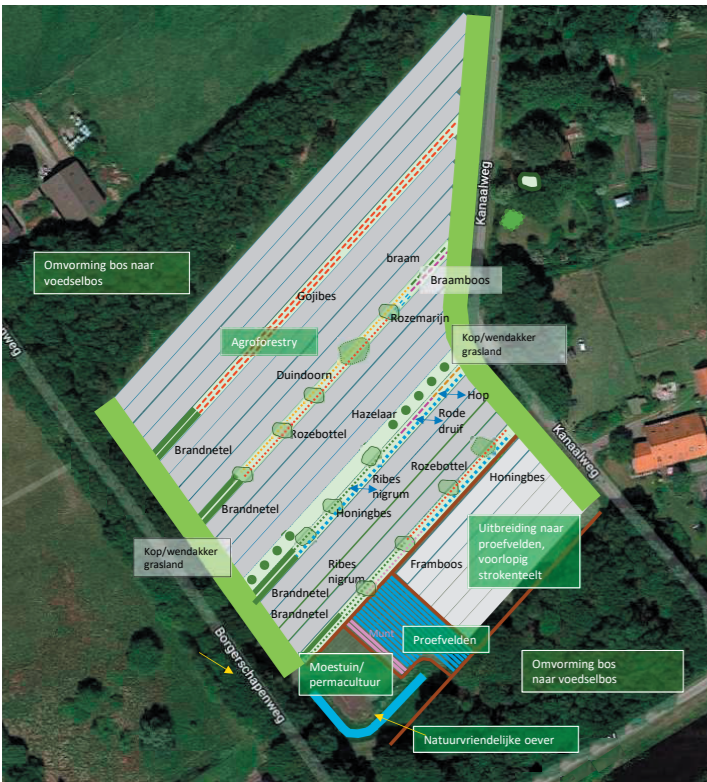 Kanaalweg
Omvorming bos naar
voedselbos
braam
Braamboos
Gojibes
Rozemarijn
enweg
Agroforestry
Kop/wendakker
grasland
Duindoorn
Hop
Hazelaar
Rode
druif
Rozebottel
Kanaalweg
Brandnetel
Rozebottel
Ribes
nigrum
Honingbes
Brandnetel
Honingbes
Uitbreiding naar
proefvelden,
voorlopig
strokenteelt
Kop/wendakker
grasland
Ribes
nigrum
Framboos
Brandnetel
Brandnetel
Munt
Proefvelden
Borgerschapenweg
Moestuin/
permacultuur
Omvorming bos
naar voedselbos
Natuurvriendelijke oever